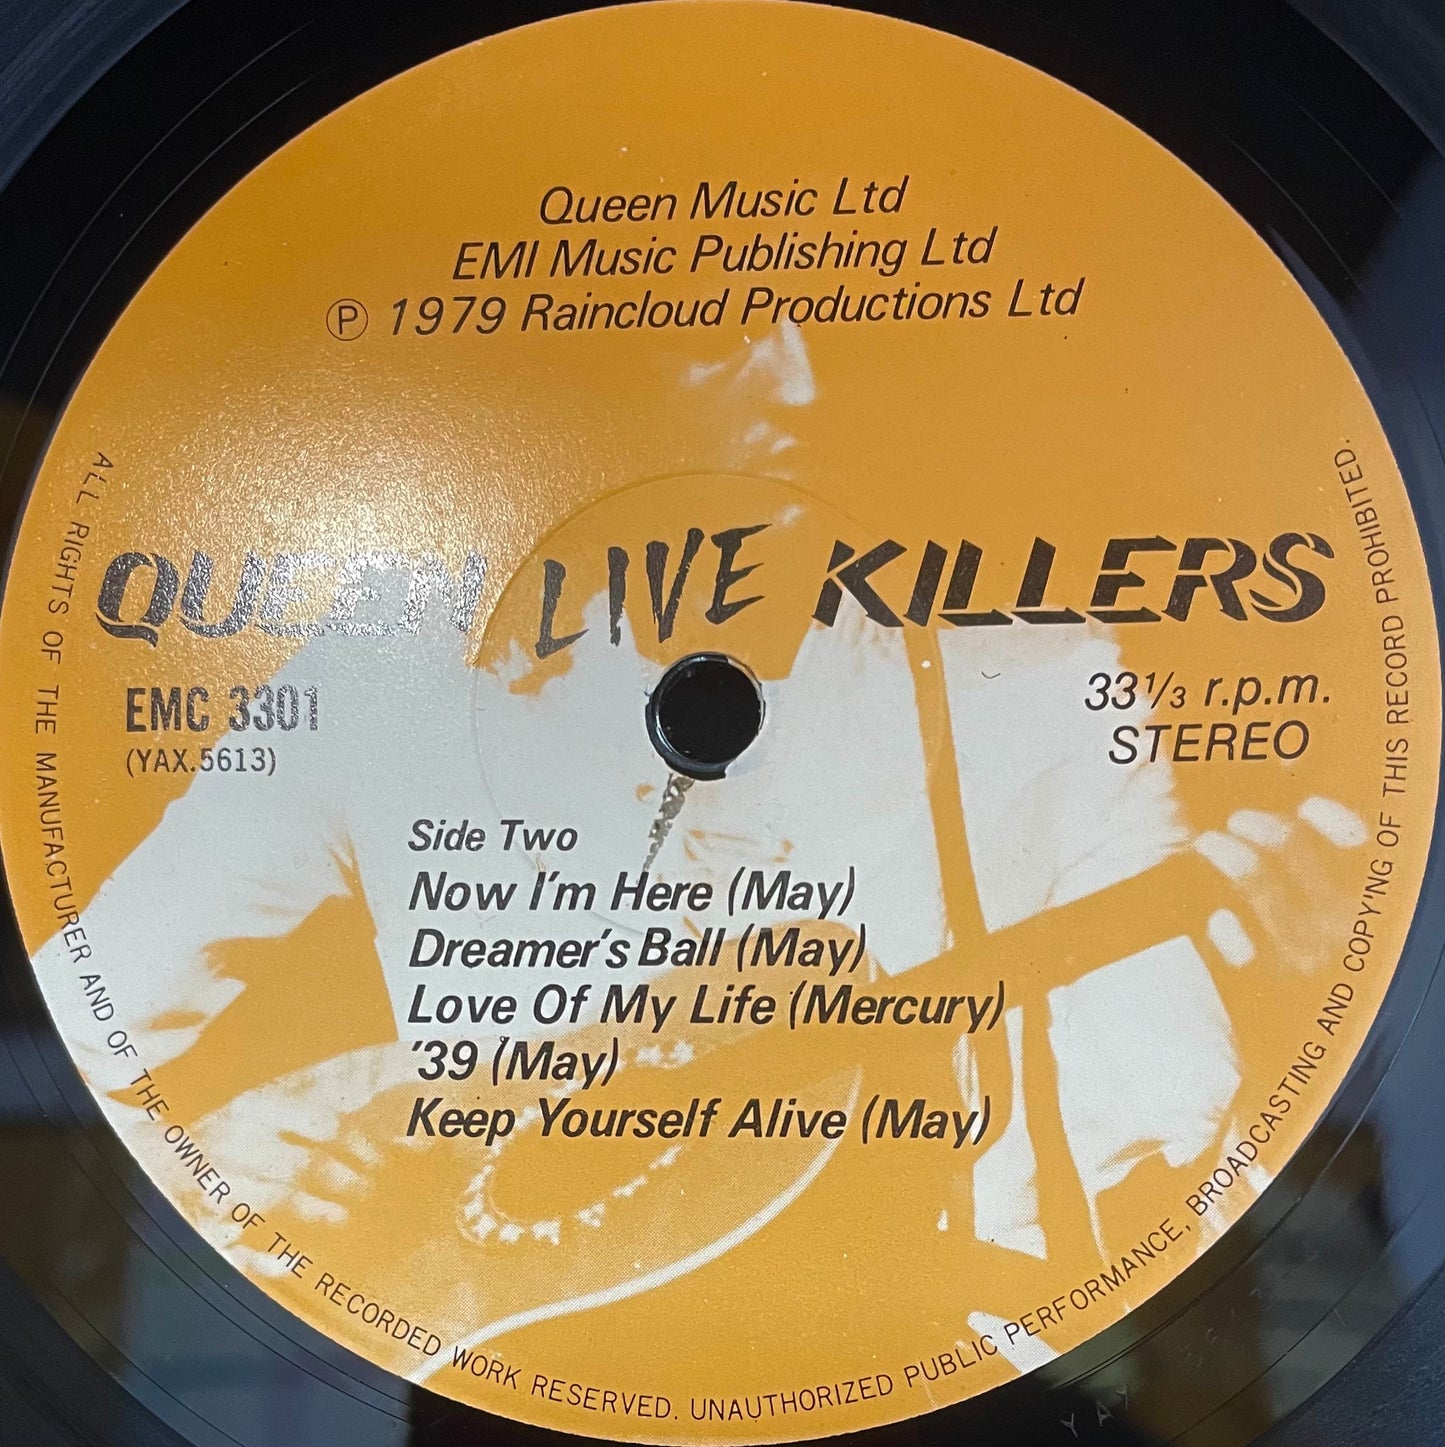 Queen Music Ltd
EMI Music Publishing Ltd
Ⓟ 1979 Raincloud Productions Ltd
QUEEN LIVE KILLERS
EMC 3301
(YAX.5613)
33⅓ r.p.m.
STEREO
Side Two
Now I'm Here (May)
Dreamer's Ball (May)
Love Of My Life (Mercury)
'39 (May)
Keep Yourself Alive (May)
ALL RIGHTS OF THE MANUFACTURER AND OF THE OWNER OF THE RECORDED WORK RESERVED. UNAUTHORIZED PUBLIC PERFORMANCE, BROADCASTING AND COPY'NG OF THIS RECORD PROHIBITED.
YAX